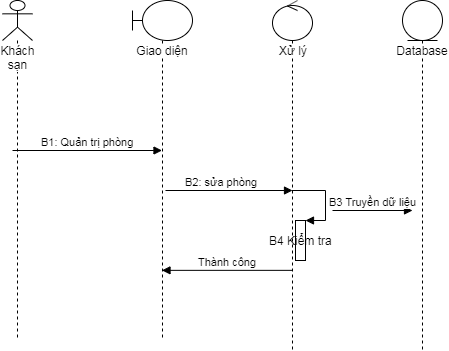 Khách
sạn
Giao diện
Xử lý
Database
B1: Quản trị phòng
B2: sửa phòng
B3 Truyền dữ liệu
B4 Kiểm tra
Thành công